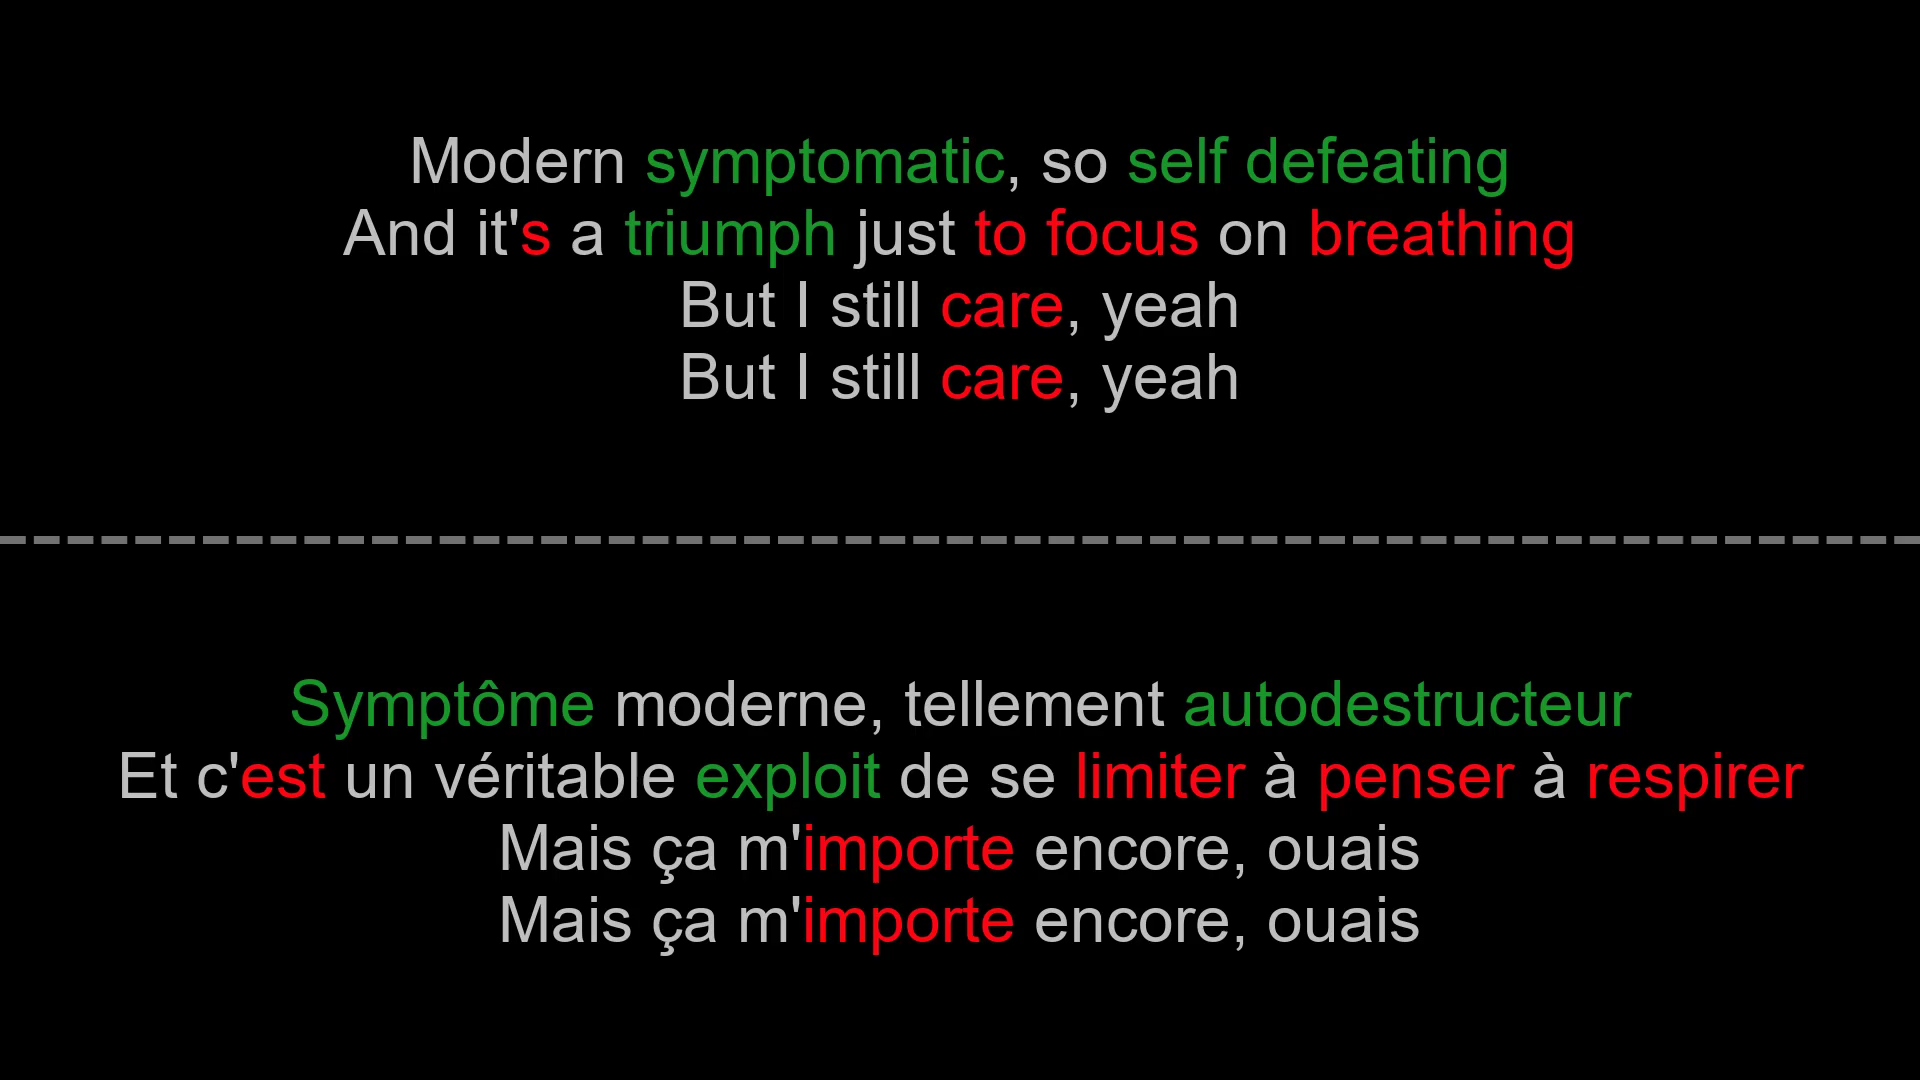 Modern symptomatic, so self defeating
And it's a triumph just to focus on breathing
But I still care, yeah
But I still care, yeah
Symptôme moderne, tellement autodestructeur
Et c'est un véritable exploit de se limiter à penser à respirer
Mais ça m'importe encore, ouais
Mais ça m'importe encore, ouais